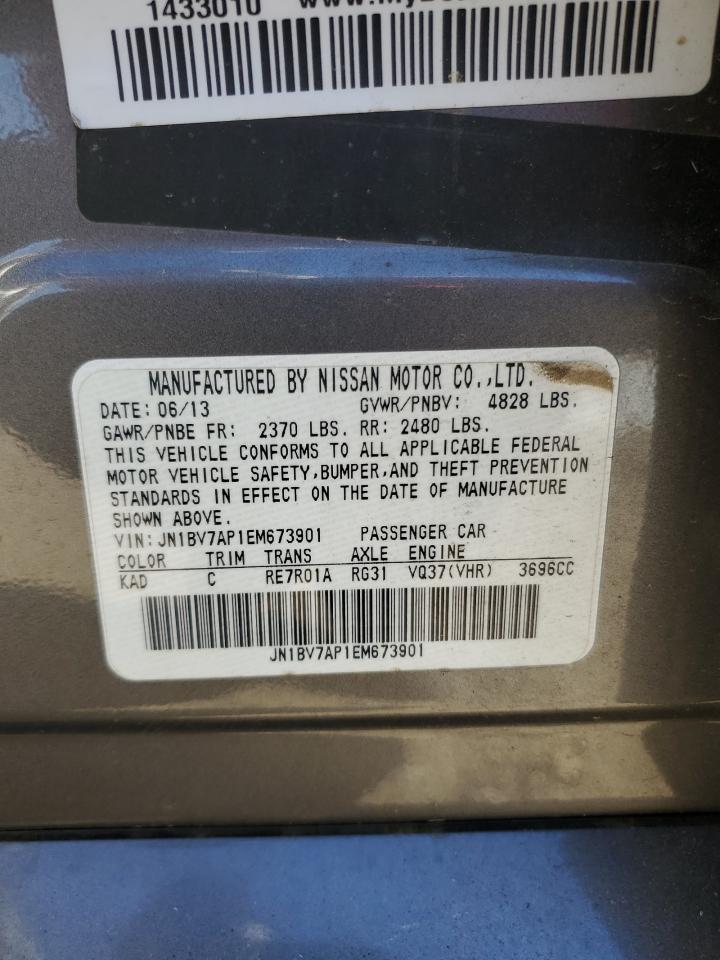 1433010
MANUFACTURED BY NISSAN MOTOR CO.,LTD.
DATE: 06/13 GVWR/PNBV: 4828 LBS.
GAWR/PNBE FR: 2370 LBS. RR: 2480 LBS.
THIS VEHICLE CONFORMS TO ALL APPLICABLE FEDERAL
MOTOR VEHICLE SAFETY,BUMPER,AND THEFT PREVENTION
STANDARDS IN EFFECT ON THE DATE OF MANUFACTURE
SHOWN ABOVE.
VIN: JN1BV7AP1EM673901 PASSENGER CAR
COLOR TRIM TRANS AXLE ENGINE
KAD C RE7R01A RG31 VQ37(VHR) 3696CC
JN1BV7AP1EM673901